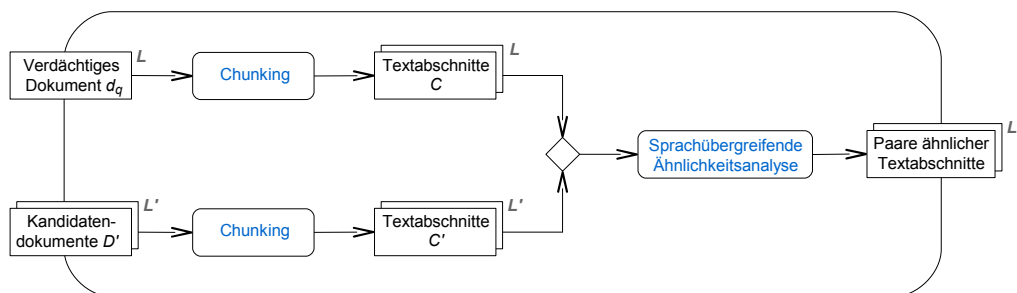 L
Verdächtiges
Dokument d_q
Chunking
L
Textabschnitte
C
Sprachübergreifende
Ähnlichkeitsanalyse
L
Paare ähnlicher
Textabschnitte
L'
Kandidaten-
dokumente D'
Chunking
L'
Textabschnitte
C'